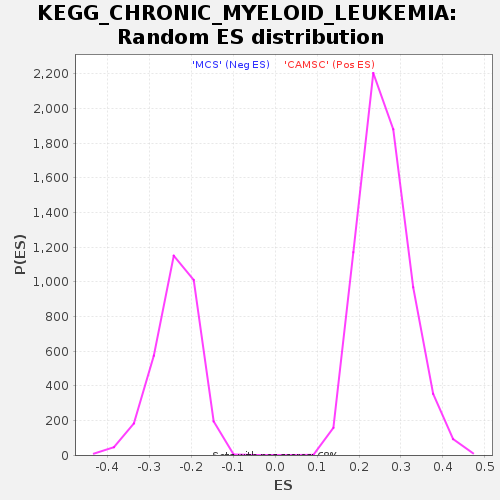 KEGG_CHRONIC_MYELOID_LEUKEMIA:
Random ES distribution
'MCS' (Neg ES) 'CAMSC' (Pos ES)
2,200
2,000
1,800
1,600
1,400
1,200
1,000
800
600
400
200
0
P(ES)
-0.4 -0.3 -0.2 -0.1 0.0 0.1 0.2 0.3 0.4 0.5
ES